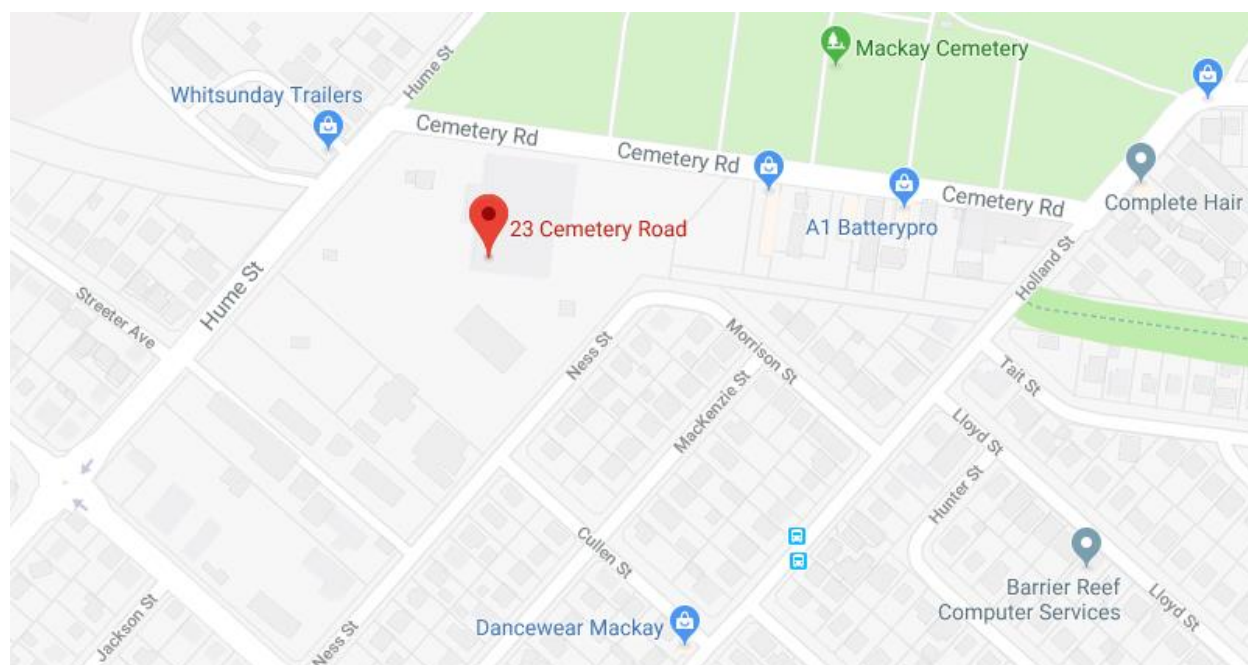 Mackay Cemetery
Hume St
Whitsunday Trailers
Cemetery Rd
Cemetery Rd
Cemetery Rd
Complete Hair
A1 Batterypro
23 Cemetery Road
Holland St
Hume St
Streeter Ave
Ness St
Morrison St
MacKenzie St
Tait St
Lloyd St
Hunter St
Cullen St
Barrier Reef
Computer Services
Lloyd St
Jackson St
Ness St
Dancewear Mackay